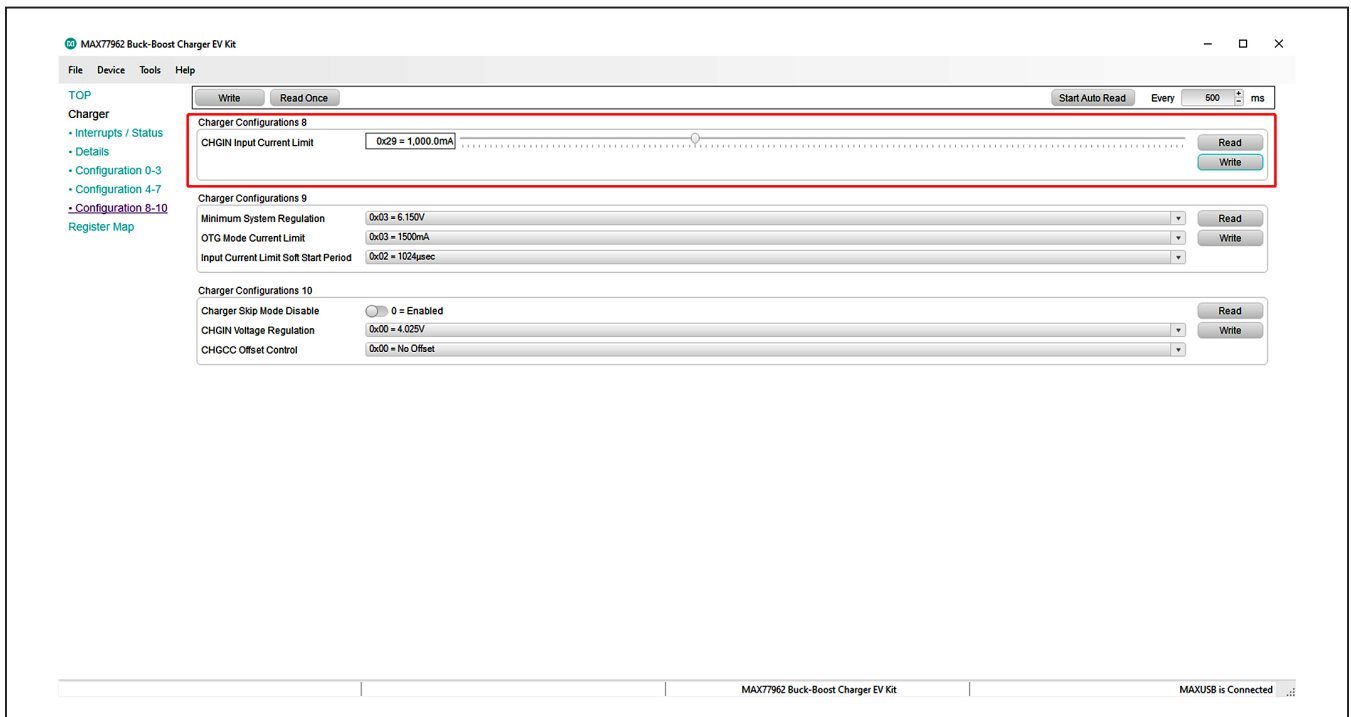 MAX77962 Buck-Boost Charger EV Kit
File Device Tools Help
TOP
Charger
• Interrupts / Status
• Details
• Configuration 0-3
• Configuration 4-7
• Configuration 8-10
Register Map
Write Read Once Start Auto Read Every 500 ms
Charger Configurations 8
CHGIN Input Current Limit 0x29 = 1,000.0mA Read
Write
Charger Configurations 9
Minimum System Regulation 0x03 = 6.150V Read
OTG Mode Current Limit 0x03 = 1500mA Write
Input Current Limit Soft Start Period 0x02 = 1024µsec
Charger Configurations 10
Charger Skip Mode Disable 0 = Enabled Read
CHGIN Voltage Regulation 0x00 = 4.025V Write
CHGCC Offset Control 0x00 = No Offset
MAX77962 Buck-Boost Charger EV Kit MAXUSB is Connected